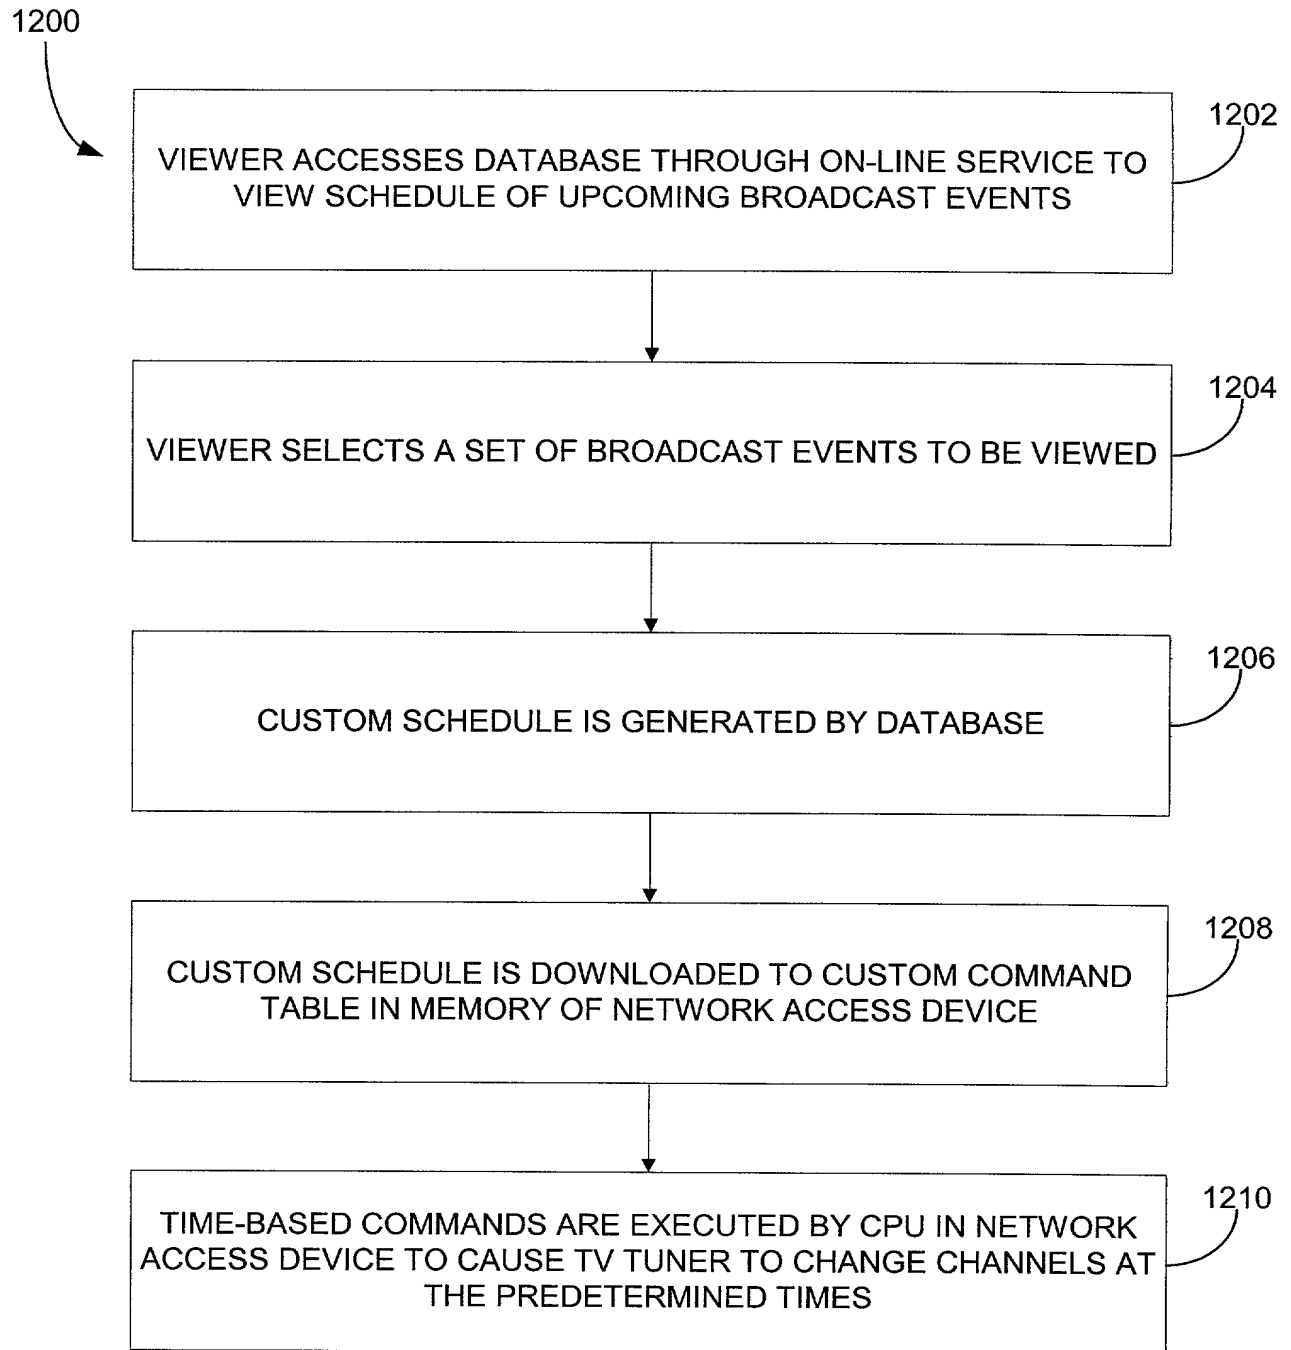 1200
1202
VIEWER ACCESSES DATABASE THROUGH ON-LINE SERVICE TO
VIEW SCHEDULE OF UPCOMING BROADCAST EVENTS
1204
VIEWER SELECTS A SET OF BROADCAST EVENTS TO BE VIEWED
1206
CUSTOM SCHEDULE IS GENERATED BY DATABASE
1208
CUSTOM SCHEDULE IS DOWNLOADED TO CUSTOM COMMAND
TABLE IN MEMORY OF NETWORK ACCESS DEVICE
1210
TIME-BASED COMMANDS ARE EXECUTED BY CPU IN NETWORK
ACCESS DEVICE TO CAUSE TV TUNER TO CHANGE CHANNELS AT
THE PREDETERMINED TIMES